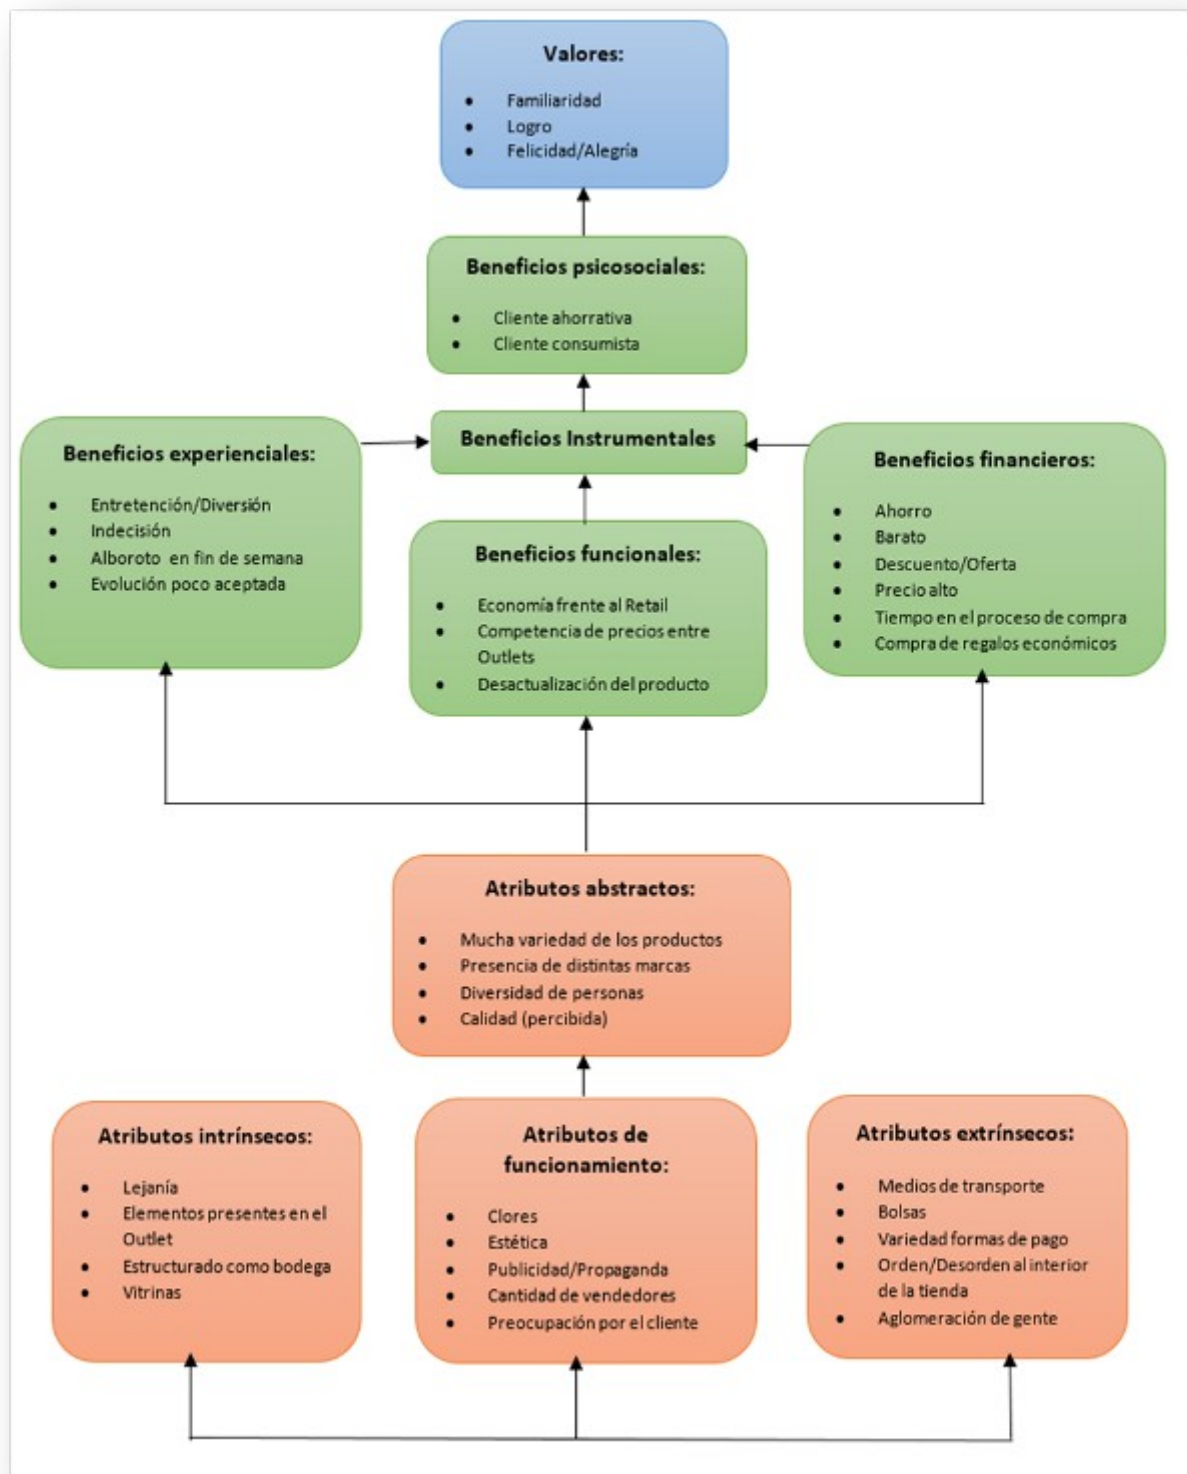 Valores:
Familiaridad
Logro
Felicidad/Alegría
Beneficios psicosociales:
Cliente ahorrativa
Cliente consumista
Beneficios Instrumentales
Beneficios experienciales:
Entretención/Diversión
Indecisión
Alboroto en fin de semana
Evolución poco aceptada
Beneficios funcionales:
Economía frente al Retail
Competencia de precios entre
Outlets
Desactualización del producto
Beneficios financieros:
Ahorro
Barato
Descuento/Oferta
Precio alto
Tiempo en el proceso de compra
Compra de regalos económicos
Atributos abstractos:
Mucha variedad de los productos
Presencia de distintas marcas
Diversidad de personas
Calidad (percibida)
Atributos intrínsecos:
Lejanía
Elementos presentes en el
Outlet
Estructurado como bodega
Vitrinas
Atributos de
funcionamiento:
Clores
Estética
Publicidad/Propaganda
Cantidad de vendedores
Preocupación por el cliente
Atributos extrínsecos:
Medios de transporte
Bolsas
Variedad formas de pago
Orden/Desorden al interior
de la tienda
Aglomeración de gente